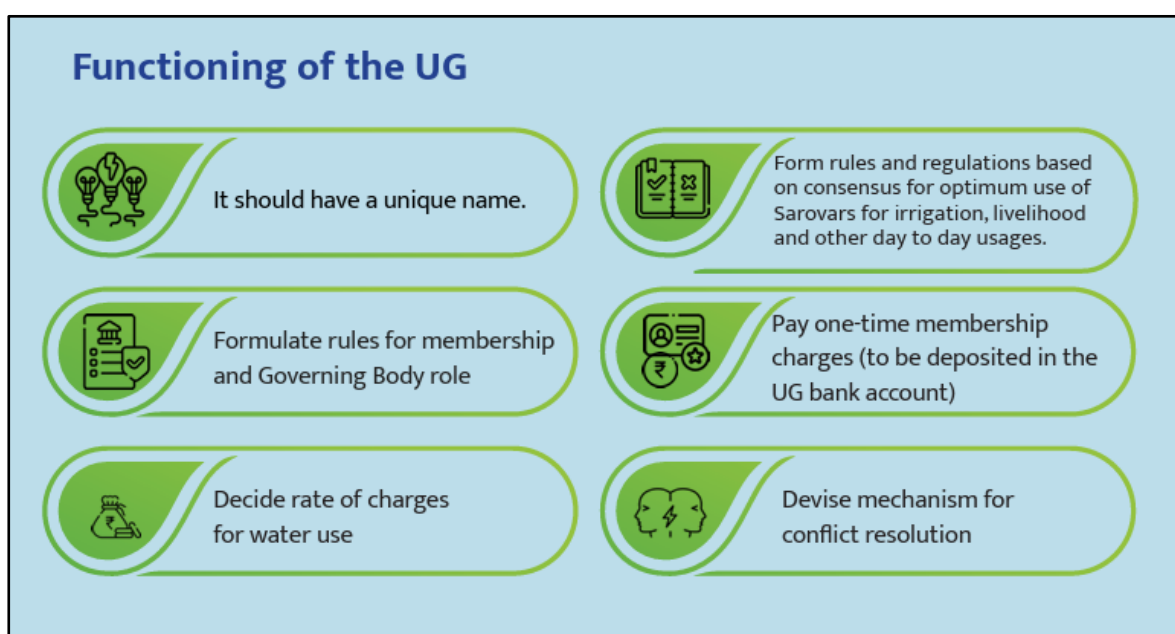 Functioning of the UG
It should have a unique name.
Form rules and regulations based
on consensus for optimum use of
Sarovars for irrigation, livelihood
and other day to day usages.
Formulate rules for membership
and Governing Body role
Pay one-time membership
charges (to be deposited in the
UG bank account)
Decide rate of charges
for water use
Devise mechanism for
conflict resolution